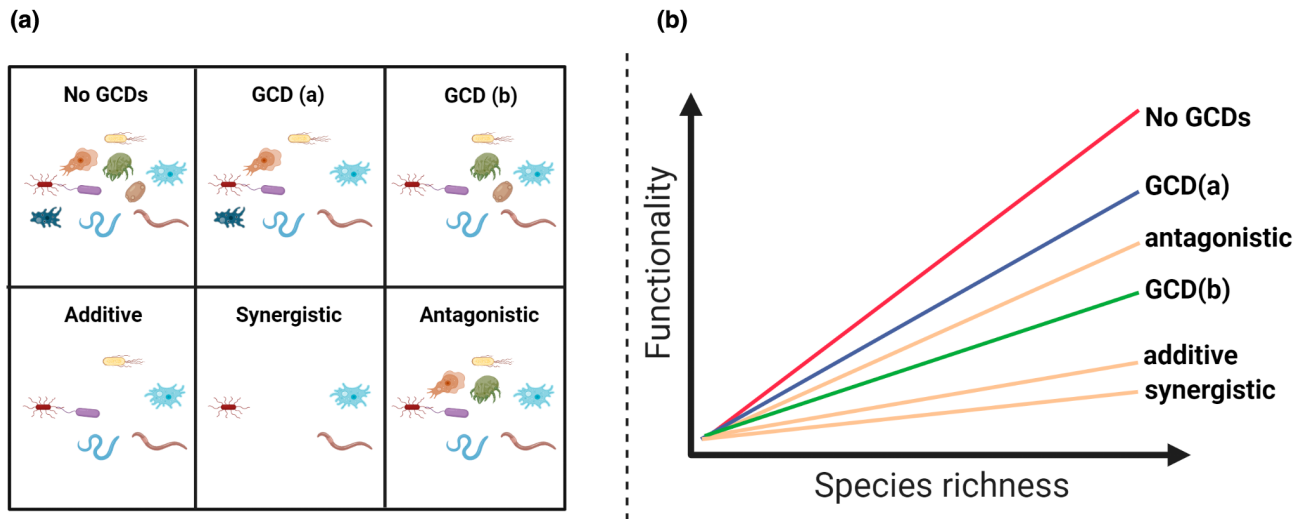 (a)
No GCDs
GCD (a)
GCD (b)
Additive
Synergistic
Antagonistic
(b)
Functionality
No GCDs
GCD(a)
antagonistic
GCD(b)
additive
synergistic
Species richness